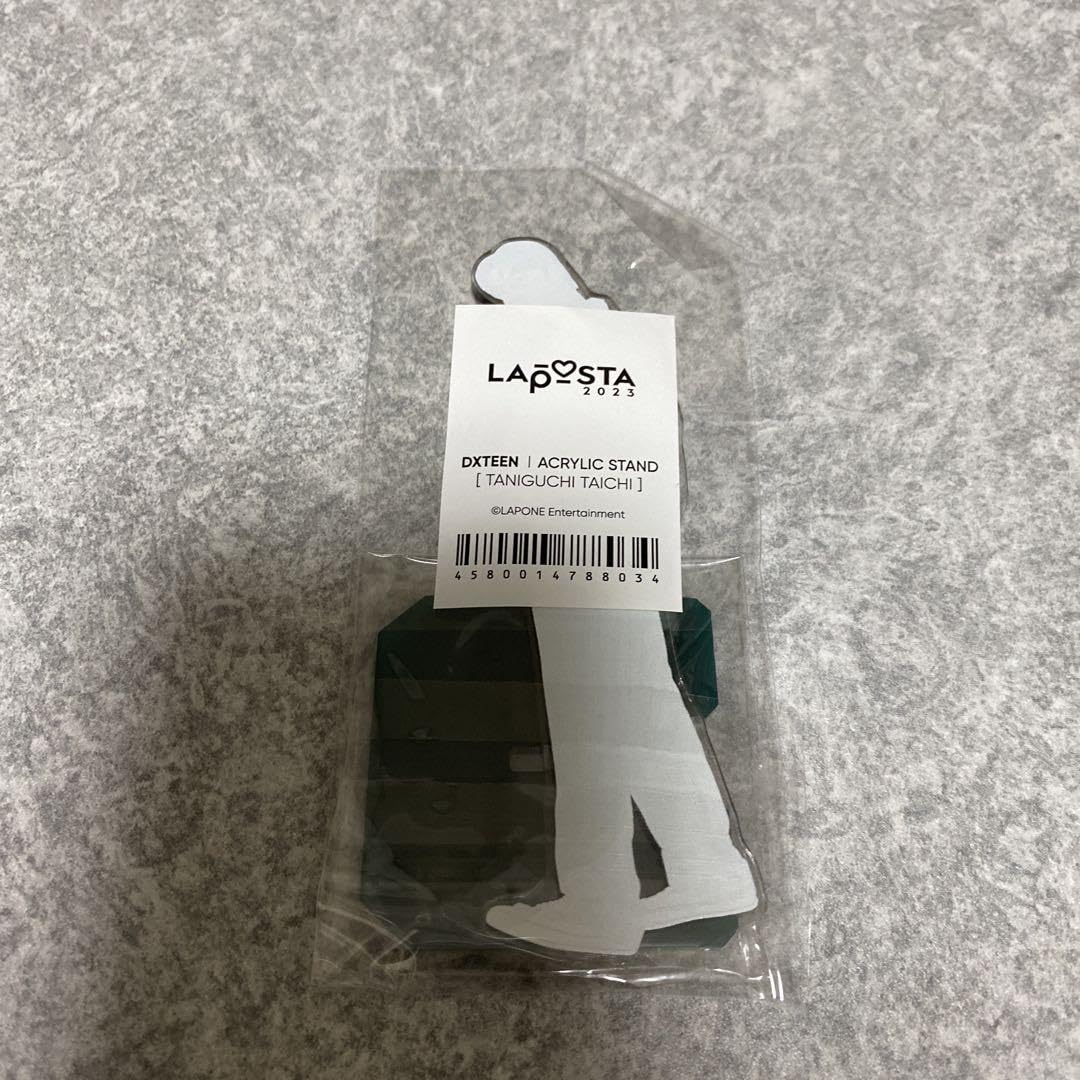 LAPOSTA
2023
DXTEEN | ACRYLIC STAND
[ TANIGUCHI TAICHI ]
©LAPONE Entertainment
4580014788034